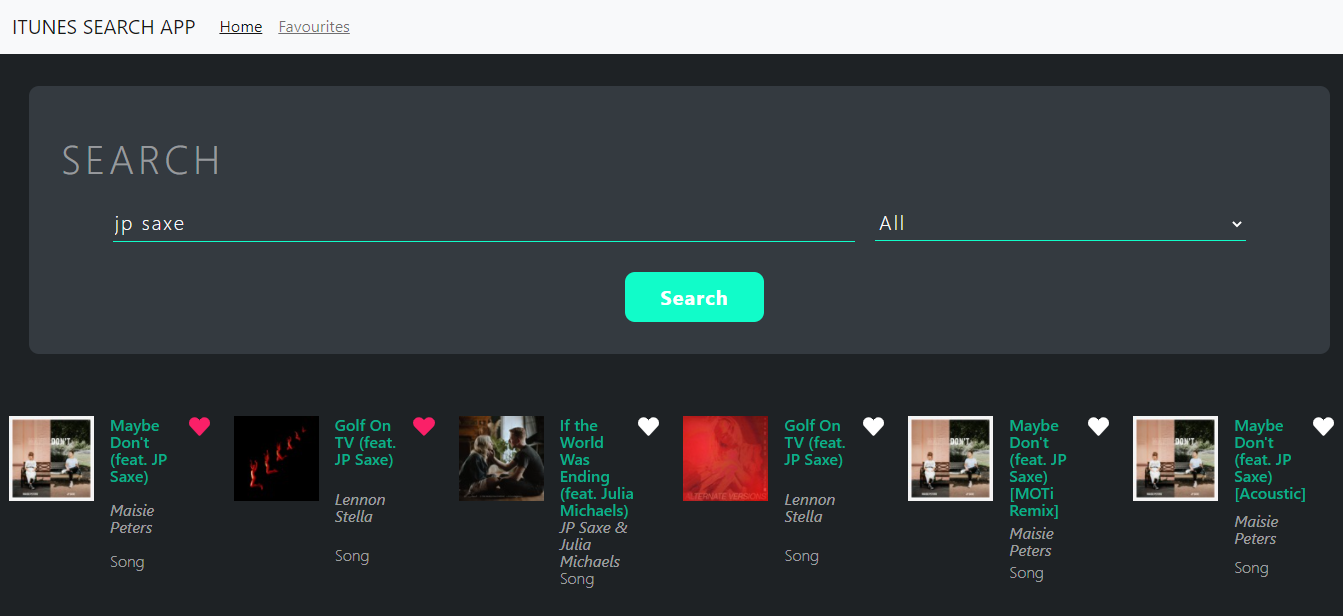 ITUNES SEARCH APP Home Favourites
SEARCH
jp saxe All
Search
DON'T
Maybe
Don't
(feat. JP
Saxe)
Maisie
Peters
Song
Golf On
TV (feat.
JP Saxe)
Lennon
Stella
Song
If the
World
Was
Ending
(feat. Julia
Michaels)
JP Saxe &
Julia
Michaels
Song
ALTERNATE VERSIONS
Golf On
TV (feat.
JP Saxe)
Lennon
Stella
Song
DON'T
Maybe
Don't
(feat. JP
Saxe)
[MOTi
Remix]
Maisie
Peters
Song
DON'T
Maybe
Don't
(feat. JP
Saxe)
[Acoustic]
Maisie
Peters
Song